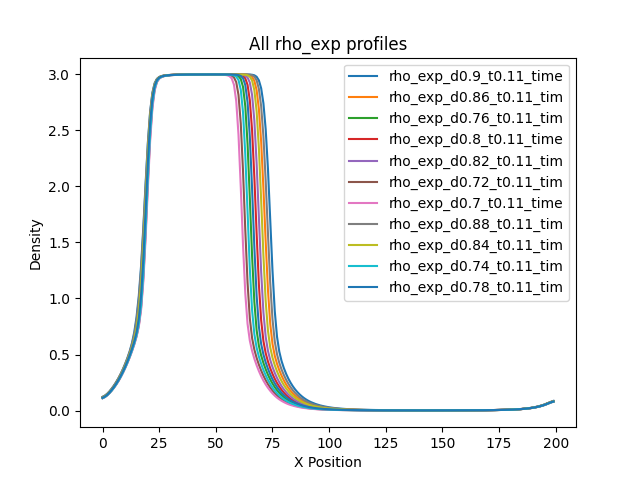 All rho_exp profiles
3.0
2.5
2.0
1.5
1.0
0.5
0.0
Density
rho_exp_d0.9_t0.11_time
rho_exp_d0.86_t0.11_tim
rho_exp_d0.76_t0.11_tim
rho_exp_d0.8_t0.11_time
rho_exp_d0.82_t0.11_tim
rho_exp_d0.72_t0.11_tim
rho_exp_d0.7_t0.11_time
rho_exp_d0.88_t0.11_tim
rho_exp_d0.84_t0.11_tim
rho_exp_d0.74_t0.11_tim
rho_exp_d0.78_t0.11_tim
0 25 50 75 100 125 150 175 200
X Position